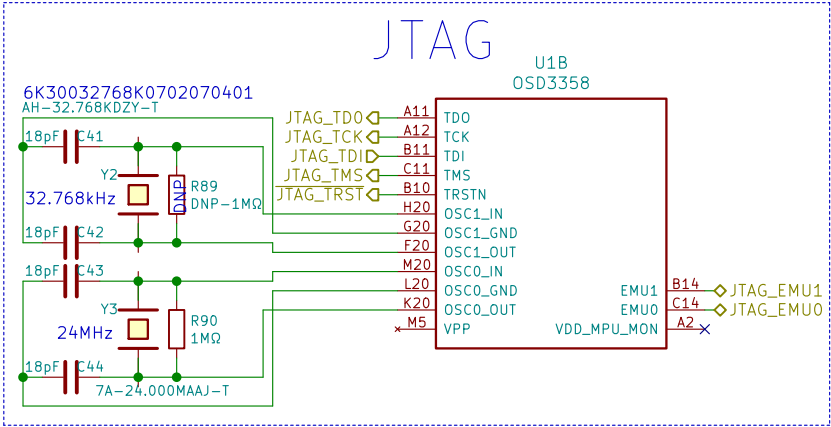 JTAG
U1B
OSD3358
6K30032768K0702070401
AH-32.768KDZY-T
18pF C41
Y2
32.768kHz
DNP
R89
DNP-1MΩ
18pF C42
18pF C43
Y3
24MHz
R90
1MΩ
18pF C44
7A-24.000MAAJ-T
JTAG_TDO A11 TDO
JTAG_TCK A12 TCK
JTAG_TDI B11 TDI
JTAG_TMS C11 TMS
JTAG_TRST B10 TRSTN
H20 OSC1_IN
G20 OSC1_GND
F20 OSC1_OUT
M20 OSC0_IN
L20 OSC0_GND
K20 OSC0_OUT
M5 VPP
EMU1 B14 JTAG_EMU1
EMU0 C14 JTAG_EMU0
VDD_MPU_MON A2